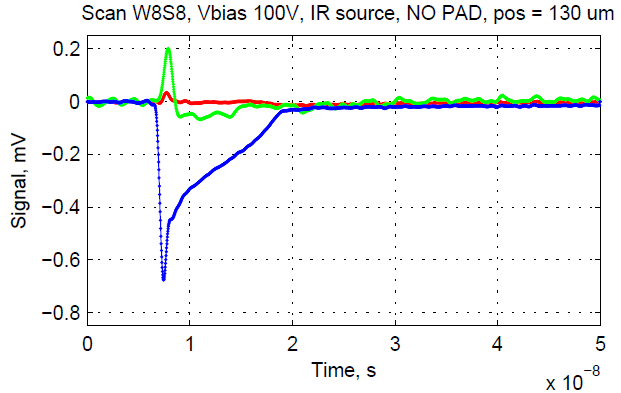 Scan W8S8, Vbias 100V, IR source, NO PAD, pos = 130 um
0.2
0
−0.2
−0.4
−0.6
−0.8
Signal, mV
0 1 2 3 4 5
Time, s
x 10⁻⁸